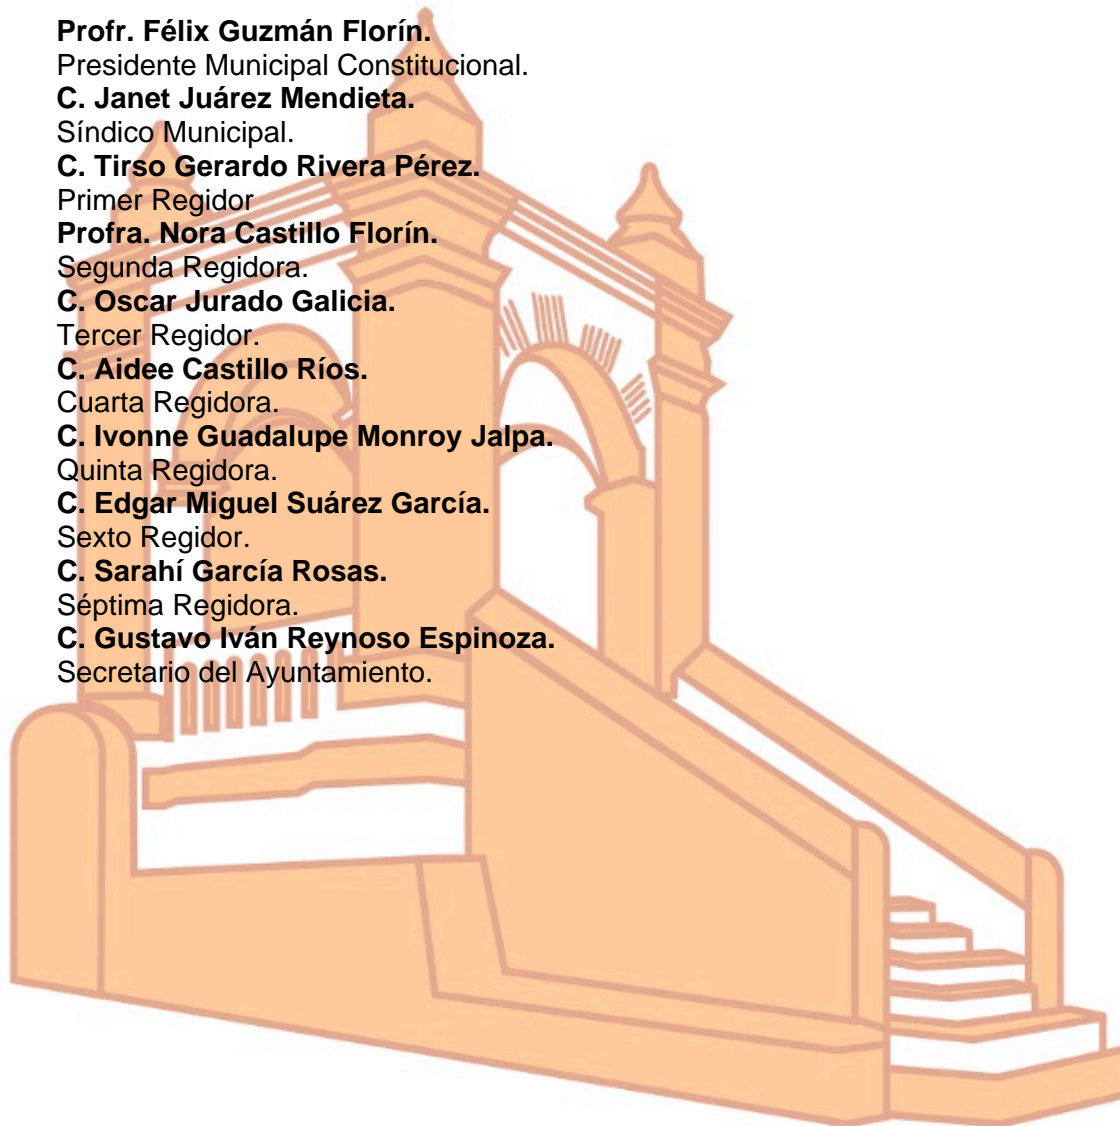 Profr. Félix Guzmán Florín.
Presidente Municipal Constitucional.
C. Janet Juárez Mendieta.
Síndico Municipal.
C. Tirso Gerardo Rivera Pérez.
Primer Regidor
Profra. Nora Castillo Florín.
Segunda Regidora.
C. Oscar Jurado Galicia.
Tercer Regidor.
C. Aidee Castillo Ríos.
Cuarta Regidora.
C. Ivonne Guadalupe Monroy Jalpa.
Quinta Regidora.
C. Edgar Miguel Suárez García.
Sexto Regidor.
C. Sarahí García Rosas.
Séptima Regidora.
C. Gustavo Iván Reynoso Espinoza.
Secretario del Ayuntamiento.